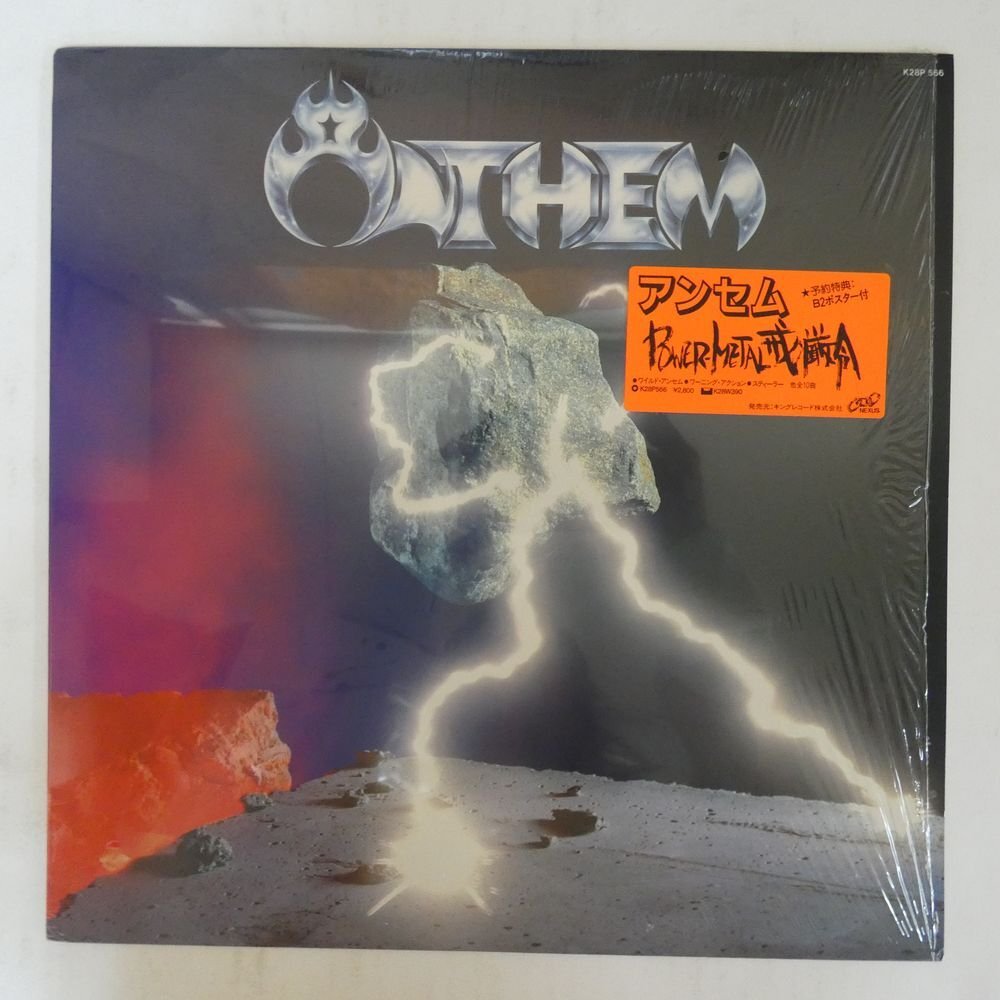 K28P 566
ANTHEM
アンセム
★予約特典:
B2ポスター付
POWER-METAL戒厳令
●ワイルド・アンセム●ワーニング・アクション●スティーラー 他全10曲
K28P566 ¥2,800 K28W390
発売元:キングレコード株式会社
NEXUS